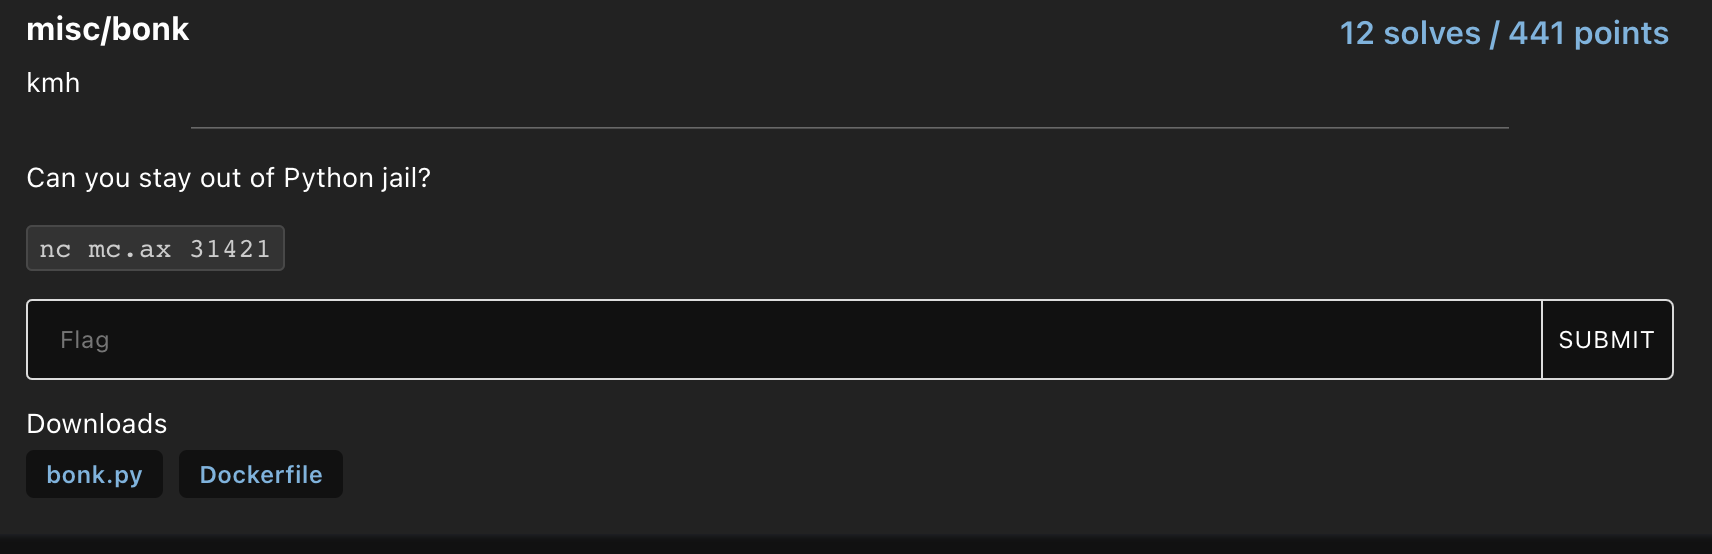 misc/bonk
12 solves / 441 points
kmh
Can you stay out of Python jail?
nc mc.ax 31421
Flag
SUBMIT
Downloads
bonk.py
Dockerfile